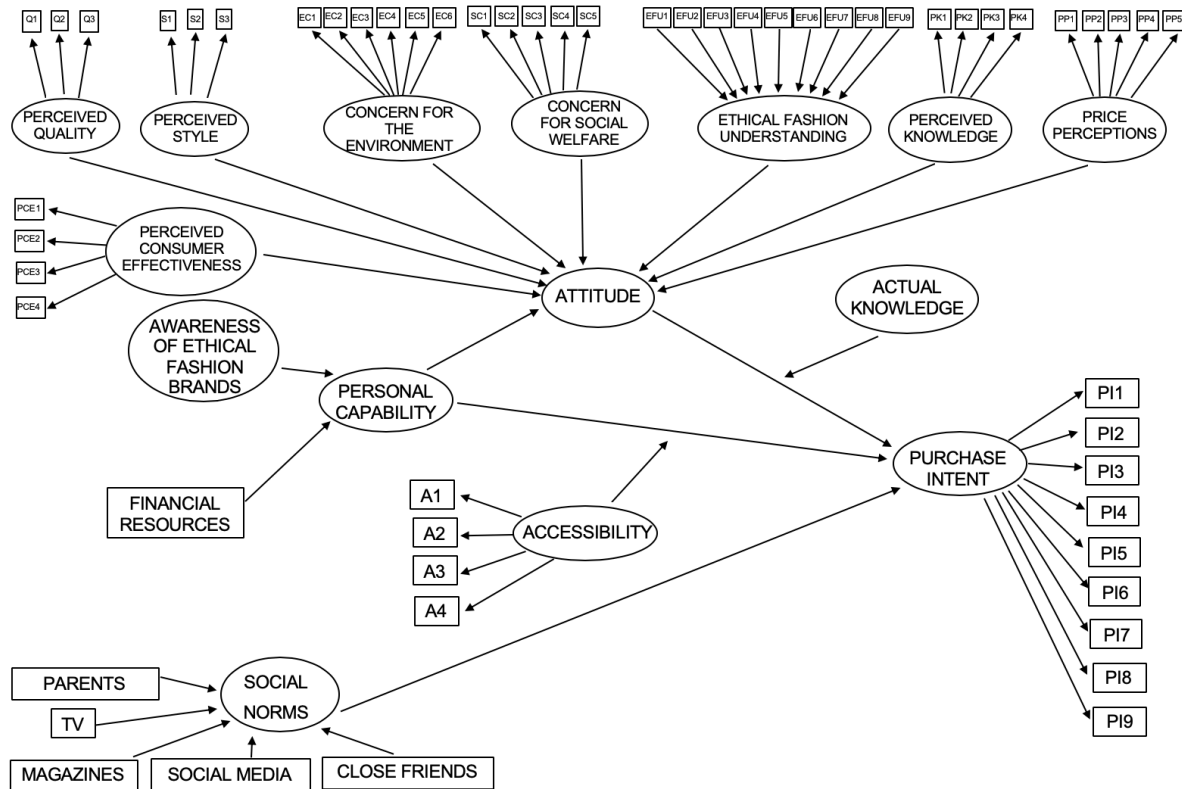 Q1 Q2 Q3
S1 S2 S3
EC1 EC2 EC3 EC4 EC5 EC6
SC1 SC2 SC3 SC4 SC5
EFU1 EFU2 EFU3 EFU4 EFU5 EFU6 EFU7 EFU8 EFU9
PK1 PK2 PK3 PK4
PP1 PP2 PP3 PP4 PP5
PERCEIVED
QUALITY
PERCEIVED
STYLE
CONCERN FOR
THE
ENVIRONMENT
CONCERN
FOR SOCIAL
WELFARE
ETHICAL FASHION
UNDERSTANDING
PERCEIVED
KNOWLEDGE
PRICE
PERCEPTIONS
PCE1
PCE2
PCE3
PCE4
PERCEIVED
CONSUMER
EFFECTIVENESS
ATTITUDE
ACTUAL
KNOWLEDGE
AWARENESS
OF ETHICAL
FASHION
BRANDS
PERSONAL
CAPABILITY
FINANCIAL
RESOURCES
A1
A2
A3
A4
ACCESSIBILITY
PURCHASE
INTENT
PI1
PI2
PI3
PI4
PI5
PI6
PI7
PI8
PI9
PARENTS
TV
MAGAZINES
SOCIAL MEDIA
CLOSE FRIENDS
SOCIAL
NORMS